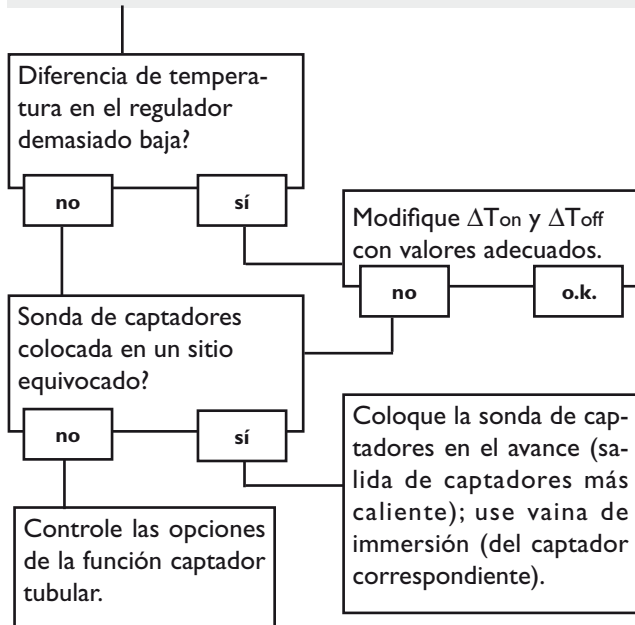 Diferencia de tempera-
tura en el regulador
demasiado baja?
no
sí
Modifique ΔTon y ΔToff
con valores adecuados.
no
o.k.
Sonda de captadores
colocada en un sitio
equivocado?
no
sí
Coloque la sonda de cap-
tadores en el avance (sa-
lida de captadores más
caliente); use vaina de
immersión (del captador
correspondiente).
Controle las opciones
de la función captador
tubular.